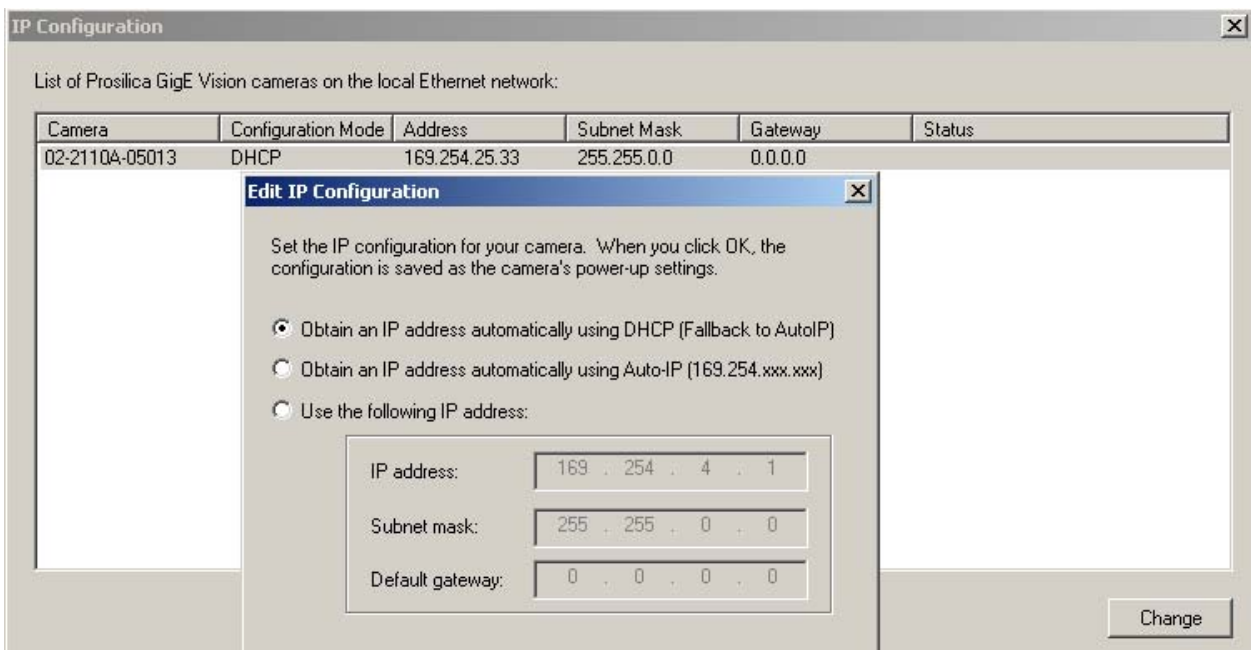 IP Configuration
List of Prosilica GigE Vision cameras on the local Ethernet network:
Camera Configuration Mode Address Subnet Mask Gateway Status
02-2110A-05013 DHCP 169.254.25.33 255.255.0.0 0.0.0.0
Edit IP Configuration
Set the IP configuration for your camera. When you click OK, the
configuration is saved as the camera's power-up settings.
Obtain an IP address automatically using DHCP (Fallback to AutoIP)
Obtain an IP address automatically using Auto-IP (169.254.xxx.xxx)
Use the following IP address:
IP address: 169 . 254 . 4 . 1
Subnet mask: 255 . 255 . 0 . 0
Default gateway: 0 . 0 . 0 . 0
Change